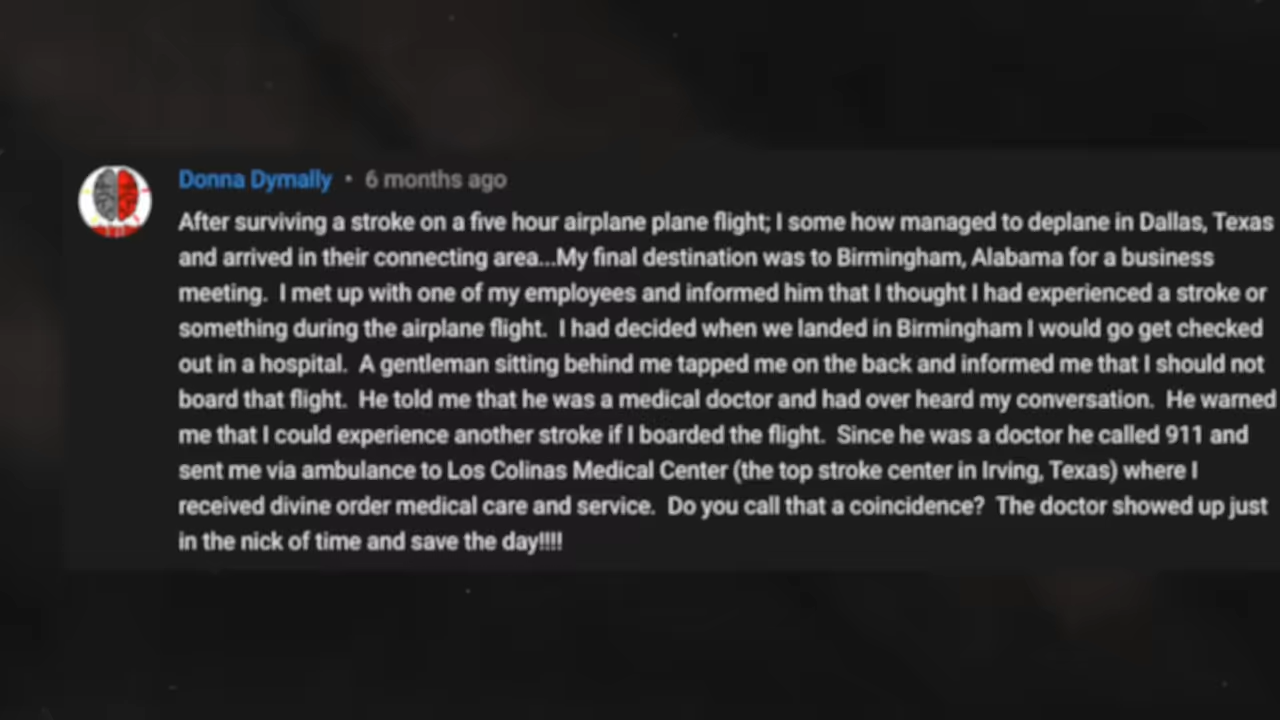 Donna Dymally • 6 months ago
After surviving a stroke on a five hour airplane plane flight; I some how managed to deplane in Dallas, Texas
and arrived in their connecting area...My final destination was to Birmingham, Alabama for a business
meeting.  I met up with one of my employees and informed him that I thought I had experienced a stroke or
something during the airplane flight.  I had decided when we landed in Birmingham I would go get checked
out in a hospital.  A gentleman sitting behind me tapped me on the back and informed me that I should not
board that flight.  He told me that he was a medical doctor and had over heard my conversation.  He warned
me that I could experience another stroke if I boarded the flight.  Since he was a doctor he called 911 and
sent me via ambulance to Los Colinas Medical Center (the top stroke center in Irving, Texas) where I
received divine order medical care and service.  Do you call that a coincidence?  The doctor showed up just
in the nick of time and save the day!!!!